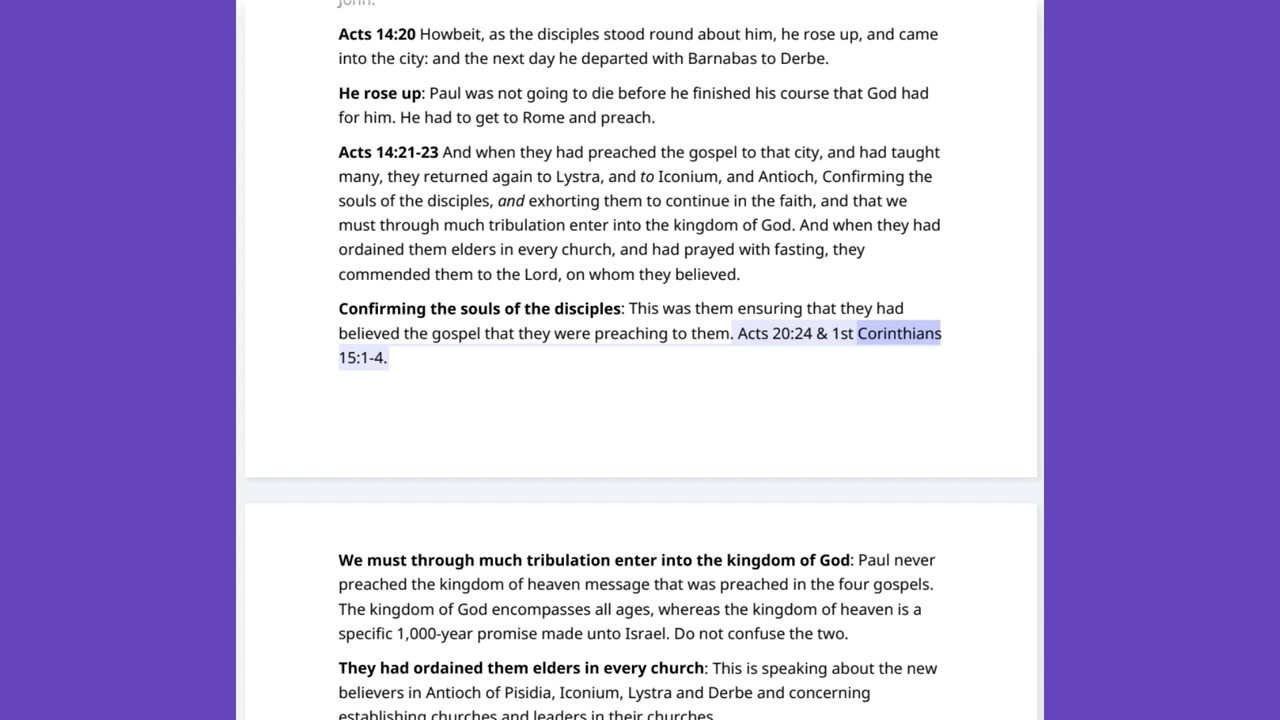 John.
Acts 14:20 Howbeit, as the disciples stood round about him, he rose up, and came
into the city: and the next day he departed with Barnabas to Derbe.
He rose up: Paul was not going to die before he finished his course that God had
for him. He had to get to Rome and preach.
Acts 14:21-23 And when they had preached the gospel to that city, and had taught
many, they returned again to Lystra, and to Iconium, and Antioch, Confirming the
souls of the disciples, and exhorting them to continue in the faith, and that we
must through much tribulation enter into the kingdom of God. And when they had
ordained them elders in every church, and had prayed with fasting, they
commended them to the Lord, on whom they believed.
Confirming the souls of the disciples: This was them ensuring that they had
believed the gospel that they were preaching to them. Acts 20:24 & 1st Corinthians
15:1-4.
We must through much tribulation enter into the kingdom of God: Paul never
preached the kingdom of heaven message that was preached in the four gospels.
The kingdom of God encompasses all ages, whereas the kingdom of heaven is a
specific 1,000-year promise made unto Israel. Do not confuse the two.
They had ordained them elders in every church: This is speaking about the new
believers in Antioch of Pisidia, Iconium, Lystra and Derbe and concerning
establishing churches and leaders in their churches.